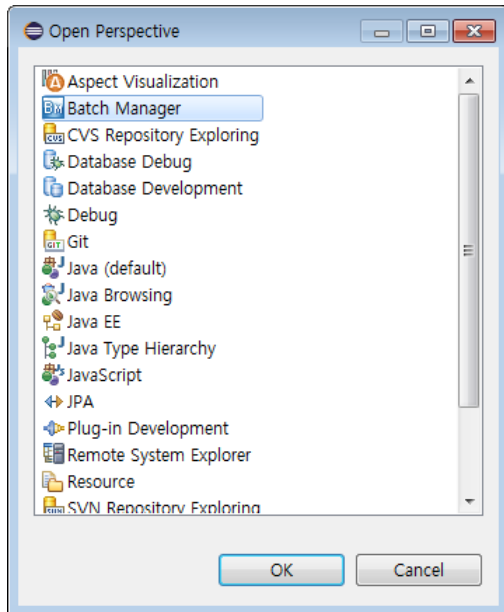 Open Perspective
Aspect Visualization
Batch Manager
CVS Repository Exploring
Database Debug
Database Development
Debug
Git
Java (default)
Java Browsing
Java EE
Java Type Hierarchy
JavaScript
JPA
Plug-in Development
Remote System Explorer
Resource
SVN Repository Exploring
OK
Cancel